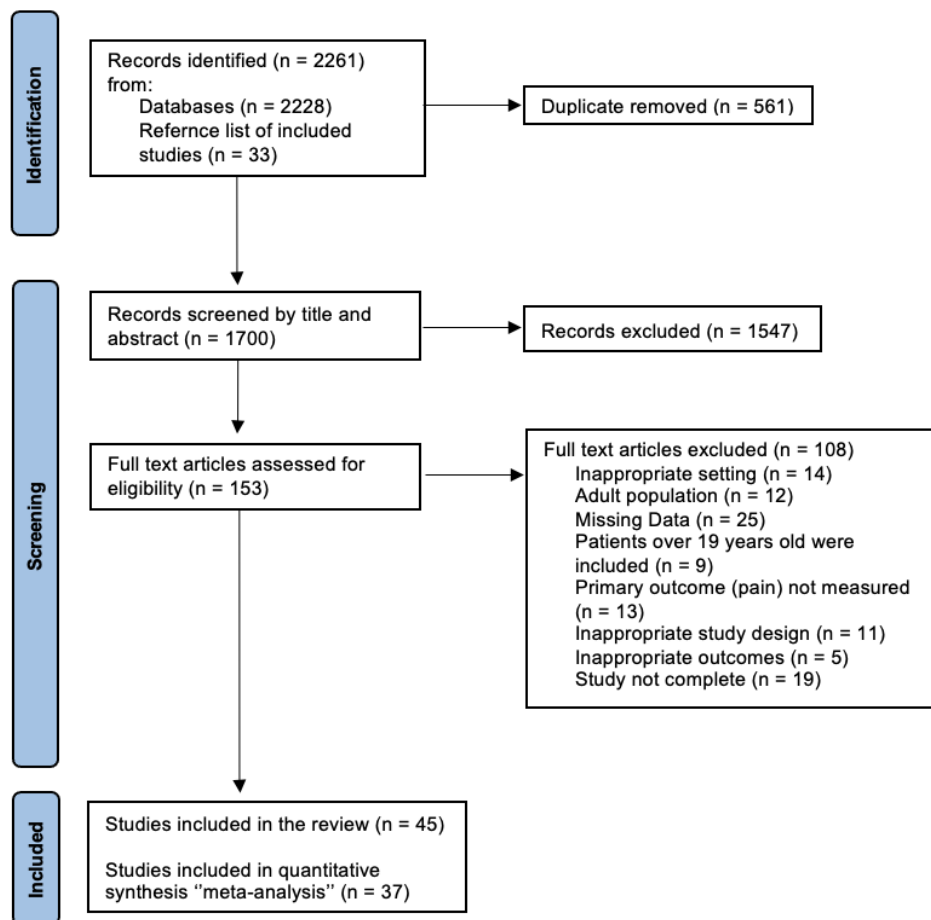 Identification
Records identified (n = 2261)
from:
Databases (n = 2228)
Refernce list of included
studies (n = 33)
Duplicate removed (n = 561)
Screening
Records screened by title and
abstract (n = 1700)
Records excluded (n = 1547)
Full text articles assessed for
eligibility (n = 153)
Full text articles excluded (n = 108)
Inappropriate setting (n = 14)
Adult population (n = 12)
Missing Data (n = 25)
Patients over 19 years old were
included (n = 9)
Primary outcome (pain) not measured
(n = 13)
Inappropriate study design (n = 11)
Inappropriate outcomes (n = 5)
Study not complete (n = 19)
Included
Studies included in the review (n = 45)
Studies included in quantitative
synthesis ‘’meta-analysis’’ (n = 37)